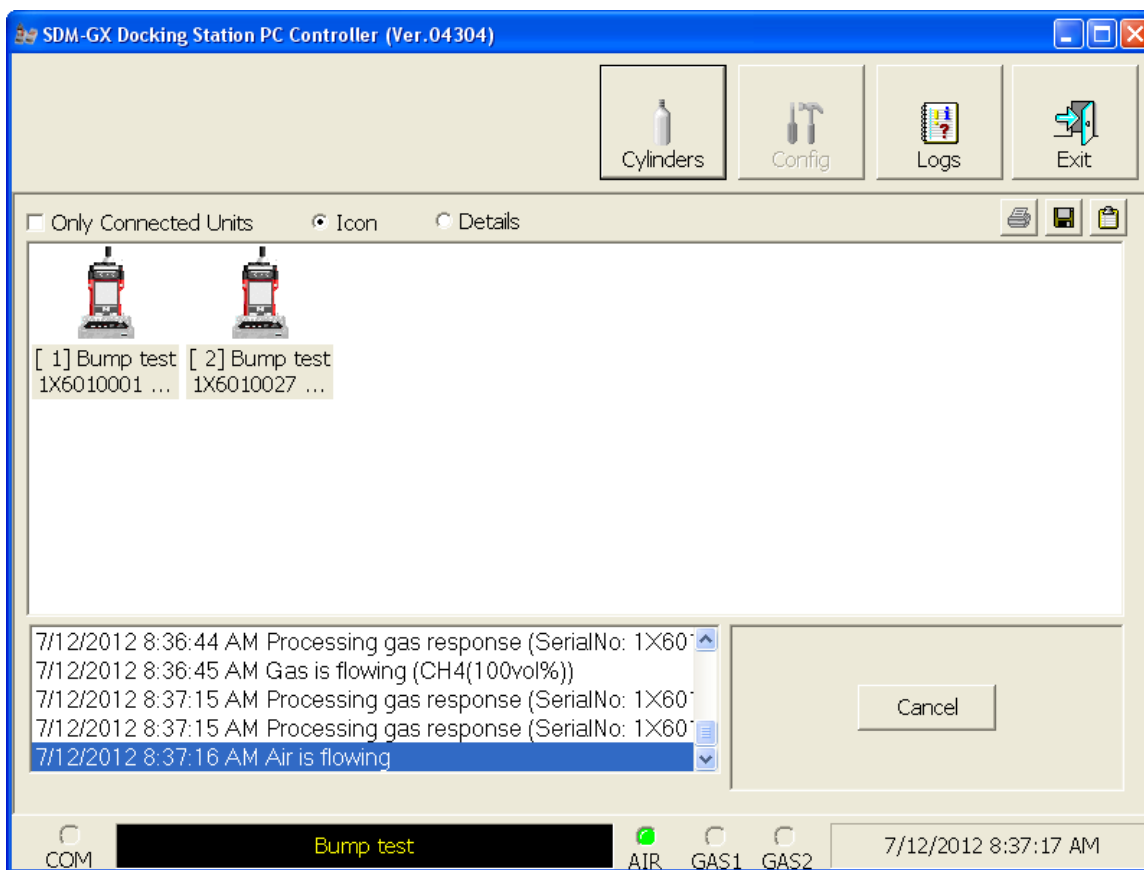 SDM-GX Docking Station PC Controller (Ver.04304)
Cylinders
Config
Logs
Exit
Only Connected Units
Icon
Details
[ 1] Bump test
1X6010001 ...
[ 2] Bump test
1X6010027 ...
7/12/2012 8:36:44 AM Processing gas response (SerialNo: 1X60
7/12/2012 8:36:45 AM Gas is flowing (CH4(100vol%))
7/12/2012 8:37:15 AM Processing gas response (SerialNo: 1X60
7/12/2012 8:37:15 AM Processing gas response (SerialNo: 1X60
7/12/2012 8:37:16 AM Air is flowing
Cancel
COM
Bump test
AIR
GAS1
GAS2
7/12/2012 8:37:17 AM